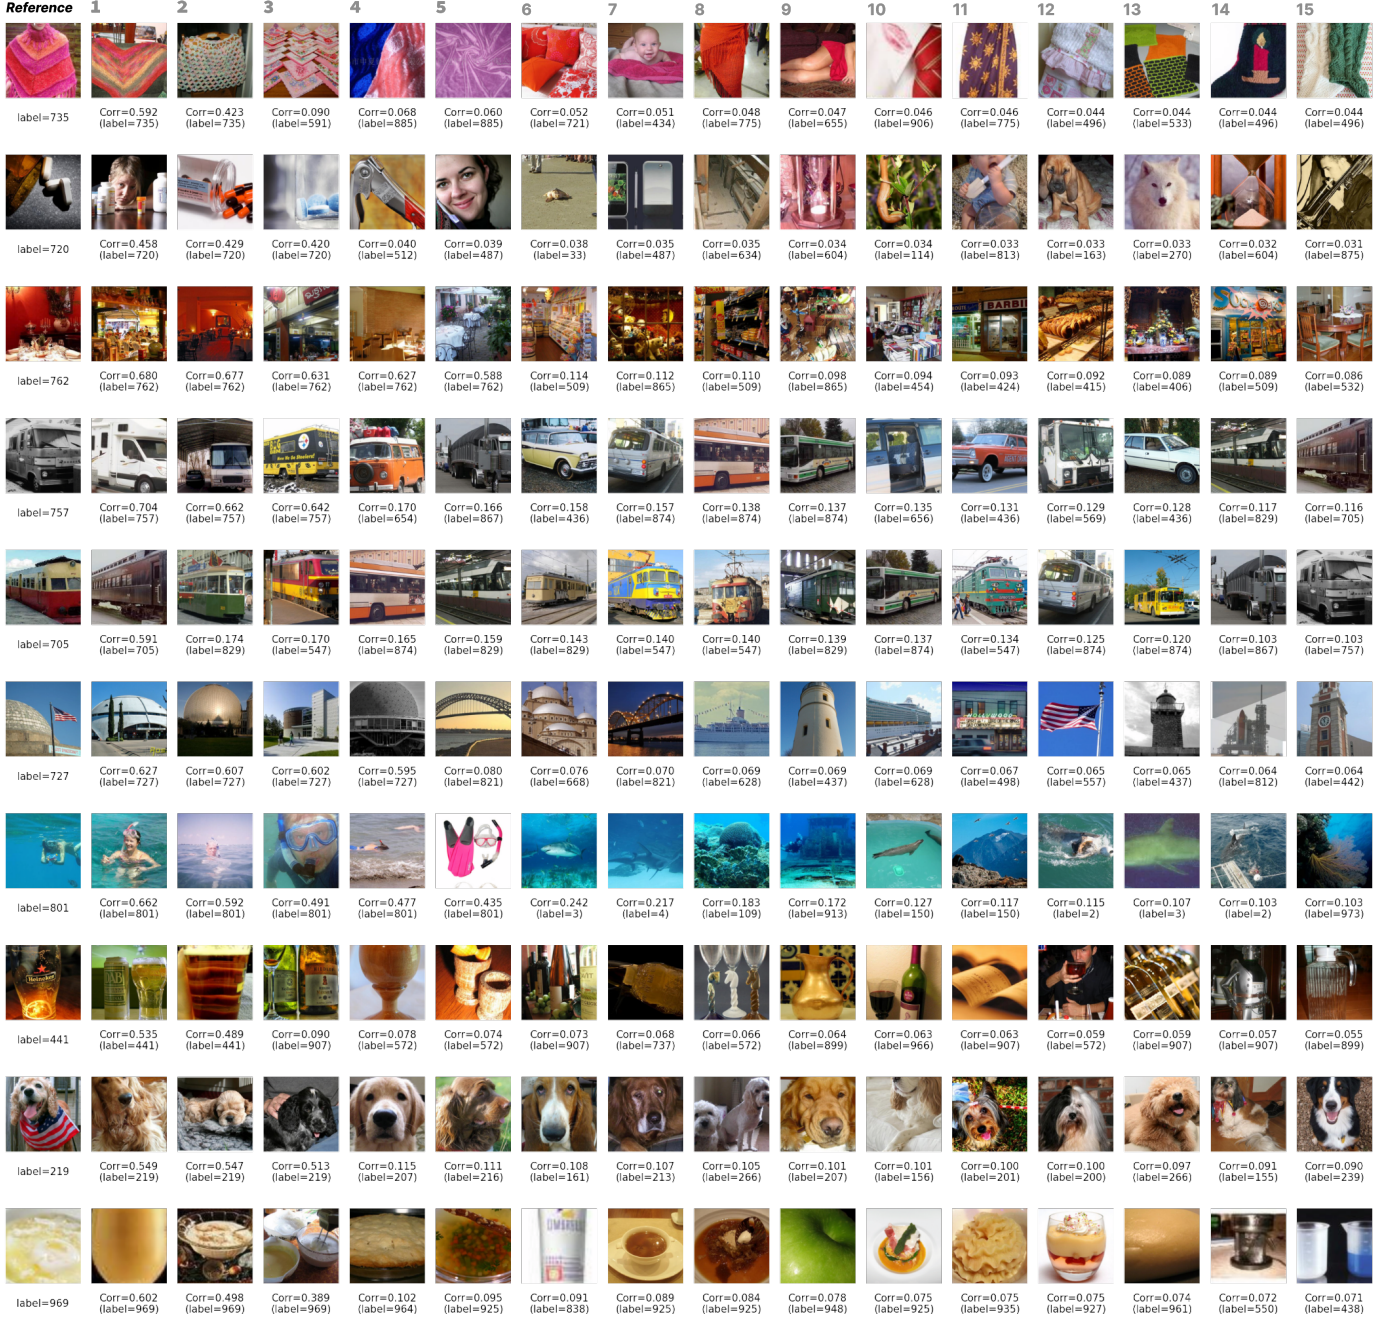 Reference 1 2 3 4 5 6 7 8 9 10 11 12 13 14 15
label=735 Corr=0.592 Corr=0.423 Corr=0.090 Corr=0.068 Corr=0.060 Corr=0.052 Corr=0.051 Corr=0.048 Corr=0.047 Corr=0.046 Corr=0.046 Corr=0.044 Corr=0.044 Corr=0.044 Corr=0.044
(label=735) (label=735) (label=591) (label=885) (label=885) (label=721) (label=434) (label=775) (label=655) (label=906) (label=775) (label=496) (label=533) (label=496) (label=496)
label=720 Corr=0.458 Corr=0.429 Corr=0.420 Corr=0.040 Corr=0.039 Corr=0.038 Corr=0.035 Corr=0.035 Corr=0.034 Corr=0.034 Corr=0.033 Corr=0.033 Corr=0.033 Corr=0.032 Corr=0.031
(label=720) (label=720) (label=720) (label=512) (label=487) (label=33) (label=487) (label=634) (label=604) (label=114) (label=813) (label=163) (label=270) (label=604) (label=875)
BARBI
label=762 Corr=0.680 Corr=0.677 Corr=0.631 Corr=0.627 Corr=0.588 Corr=0.114 Corr=0.112 Corr=0.110 Corr=0.098 Corr=0.094 Corr=0.093 Corr=0.092 Corr=0.089 Corr=0.089 Corr=0.086
(label=762) (label=762) (label=762) (label=762) (label=762) (label=509) (label=865) (label=509) (label=865) (label=454) (label=424) (label=415) (label=406) (label=509) (label=532)
label=757 Corr=0.704 Corr=0.662 Corr=0.642 Corr=0.170 Corr=0.166 Corr=0.158 Corr=0.157 Corr=0.138 Corr=0.137 Corr=0.135 Corr=0.131 Corr=0.129 Corr=0.128 Corr=0.117 Corr=0.116
(label=757) (label=757) (label=757) (label=654) (label=867) (label=436) (label=874) (label=874) (label=874) (label=656) (label=436) (label=569) (label=436) (label=829) (label=705)
label=705 Corr=0.591 Corr=0.174 Corr=0.170 Corr=0.165 Corr=0.159 Corr=0.143 Corr=0.140 Corr=0.140 Corr=0.139 Corr=0.137 Corr=0.134 Corr=0.125 Corr=0.120 Corr=0.103 Corr=0.103
(label=705) (label=829) (label=547) (label=874) (label=829) (label=829) (label=547) (label=547) (label=829) (label=874) (label=547) (label=874) (label=874) (label=867) (label=757)
HOLLYWOOD
label=727 Corr=0.627 Corr=0.607 Corr=0.602 Corr=0.595 Corr=0.080 Corr=0.076 Corr=0.070 Corr=0.069 Corr=0.069 Corr=0.069 Corr=0.067 Corr=0.065 Corr=0.065 Corr=0.064 Corr=0.064
(label=727) (label=727) (label=727) (label=727) (label=821) (label=668) (label=821) (label=628) (label=437) (label=628) (label=498) (label=557) (label=437) (label=812) (label=442)
label=801 Corr=0.662 Corr=0.592 Corr=0.491 Corr=0.477 Corr=0.435 Corr=0.242 Corr=0.217 Corr=0.183 Corr=0.172 Corr=0.127 Corr=0.117 Corr=0.115 Corr=0.107 Corr=0.103 Corr=0.103
(label=801) (label=801) (label=801) (label=801) (label=801) (label=3) (label=4) (label=109) (label=913) (label=150) (label=150) (label=2) (label=3) (label=2) (label=973)
Heineken
label=441 Corr=0.535 Corr=0.489 Corr=0.090 Corr=0.078 Corr=0.074 Corr=0.073 Corr=0.068 Corr=0.066 Corr=0.064 Corr=0.063 Corr=0.063 Corr=0.059 Corr=0.059 Corr=0.057 Corr=0.055
(label=441) (label=441) (label=907) (label=572) (label=572) (label=907) (label=737) (label=572) (label=899) (label=966) (label=907) (label=572) (label=907) (label=907) (label=899)
label=219 Corr=0.549 Corr=0.547 Corr=0.513 Corr=0.115 Corr=0.111 Corr=0.108 Corr=0.107 Corr=0.105 Corr=0.101 Corr=0.101 Corr=0.100 Corr=0.100 Corr=0.097 Corr=0.091 Corr=0.090
(label=219) (label=219) (label=219) (label=207) (label=216) (label=161) (label=213) (label=266) (label=207) (label=156) (label=201) (label=200) (label=266) (label=155) (label=239)
label=969 Corr=0.602 Corr=0.498 Corr=0.389 Corr=0.102 Corr=0.095 Corr=0.091 Corr=0.089 Corr=0.084 Corr=0.078 Corr=0.075 Corr=0.075 Corr=0.075 Corr=0.074 Corr=0.072 Corr=0.071
(label=969) (label=969) (label=969) (label=964) (label=925) (label=838) (label=925) (label=925) (label=948) (label=925) (label=935) (label=927) (label=961) (label=550) (label=438)